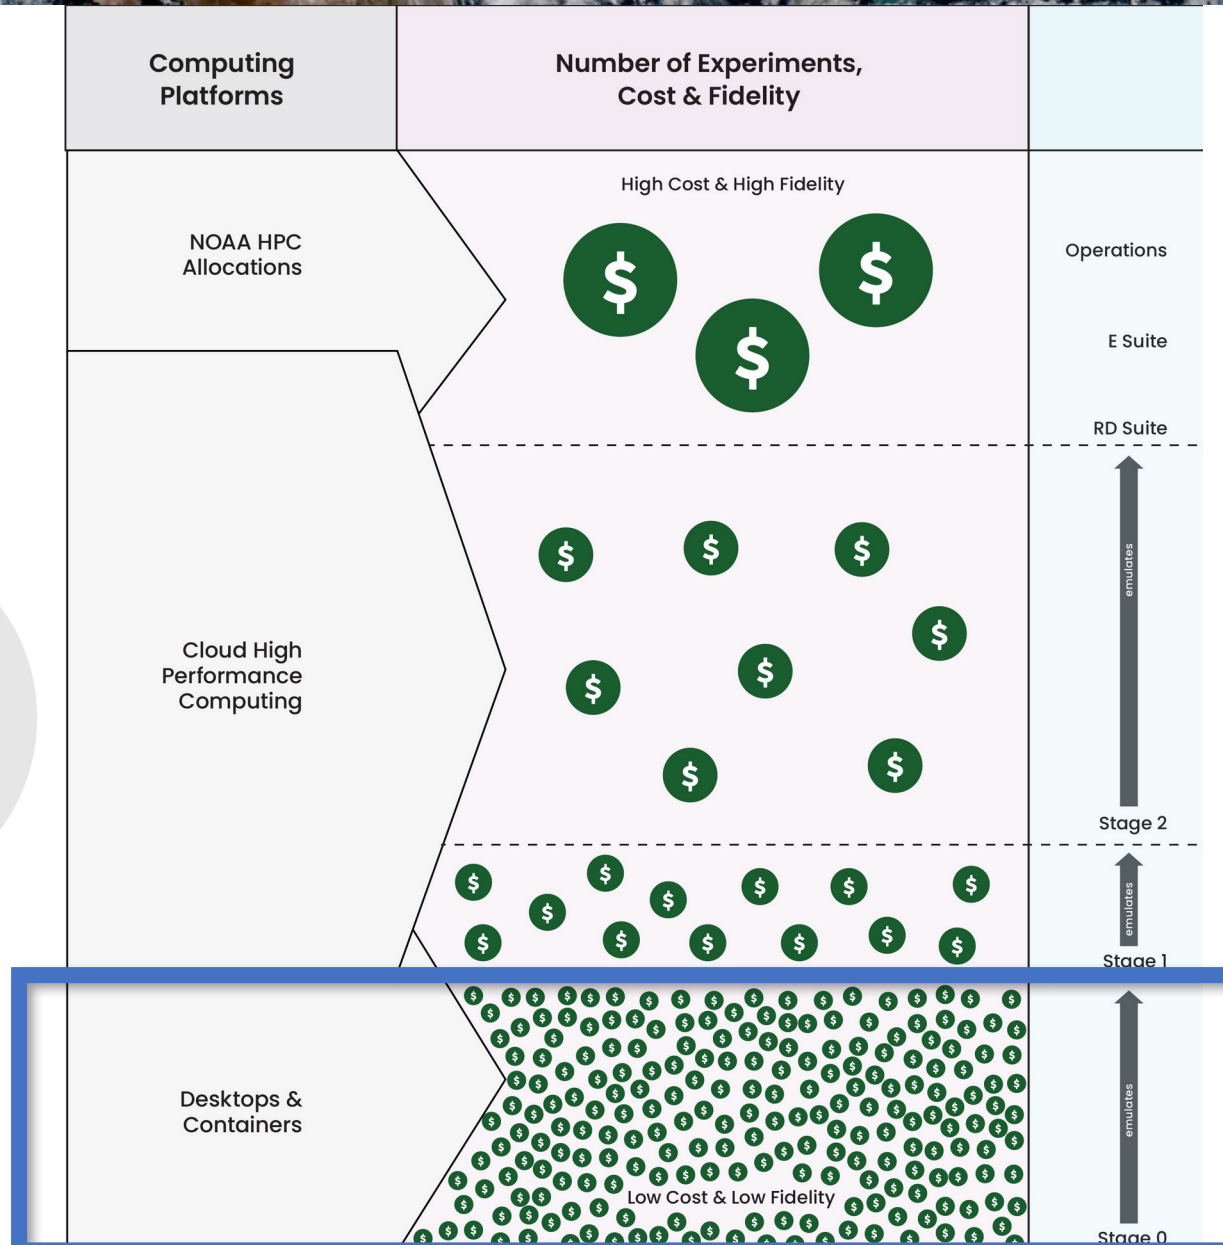 Computing
Platforms
Number of Experiments,
Cost & Fidelity
NOAA HPC
Allocations
High Cost & High Fidelity
$
$
$
Operations
E Suite
RD Suite
Cloud High
Performance
Computing
emulates
Stage 2
emulates
Stage 1
Desktops &
Containers
emulates
Low Cost & Low Fidelity
Stage 0